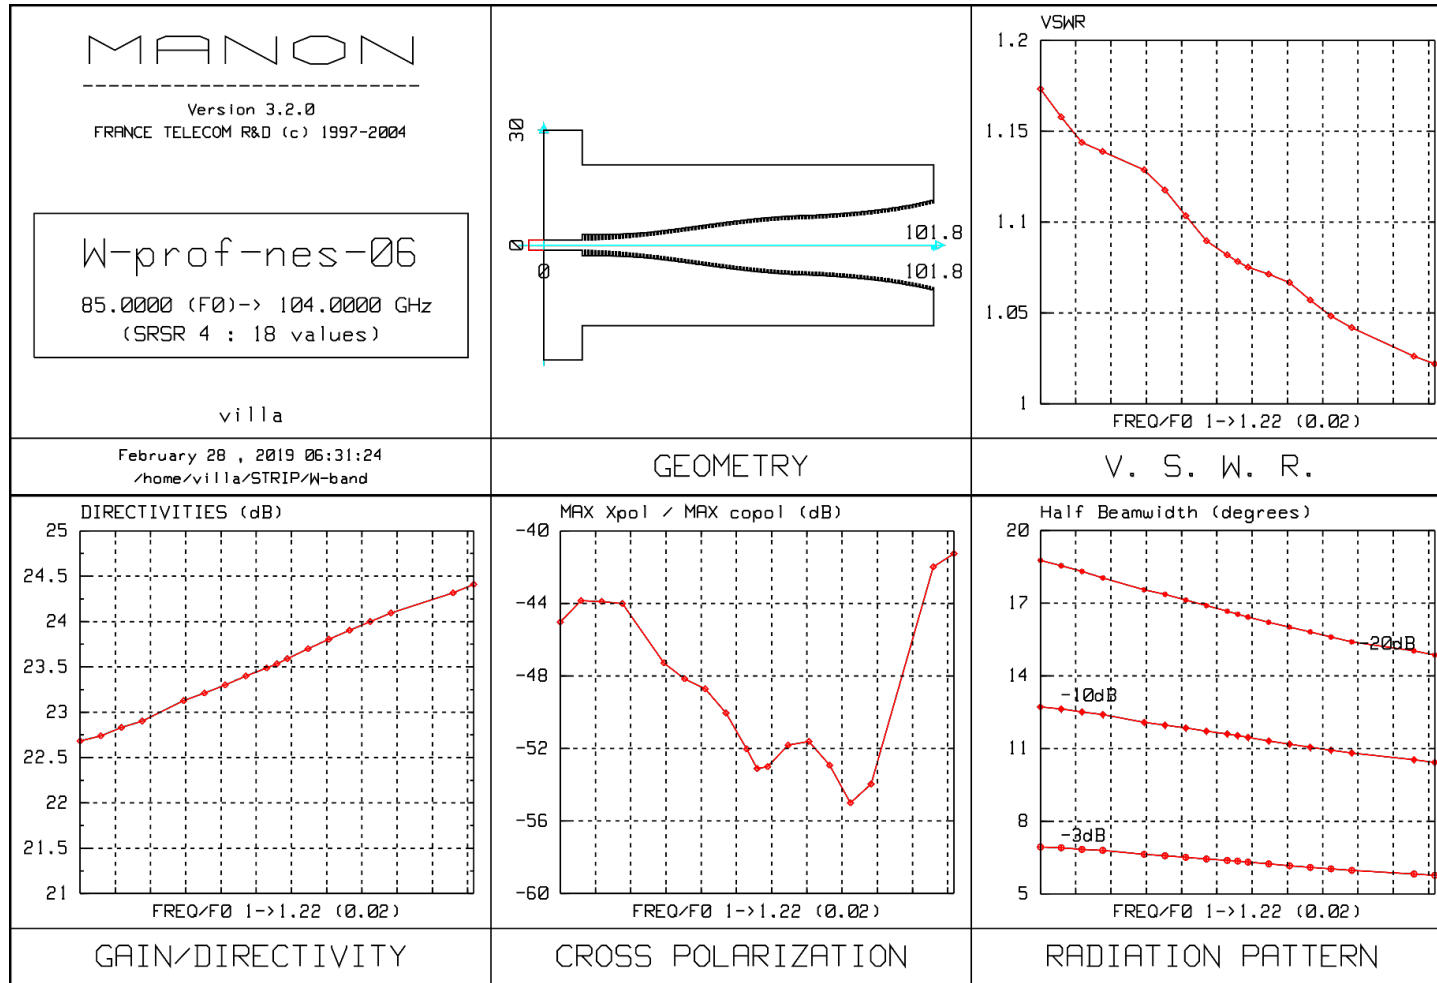 MANON
Version 3.2.0
FRANCE TELECOM R&D (c) 1997-2004
W-prof-nes-06
85.0000 (F0)-> 104.0000 GHz
(SRSR 4 : 18 values)
villa
February 28 , 2019 06:31:24
/home/villa/STRIP/W-band
30
0
0
101.8
101.8
GEOMETRY
VSWR
1.2
1.15
1.1
1.05
1
FREQ/F0 1->1.22 (0.02)
V. S. W. R.
DIRECTIVITIES (dB)
25
24.5
24
23.5
23
22.5
22
21.5
21
FREQ/F0 1->1.22 (0.02)
GAIN/DIRECTIVITY
MAX Xpol / MAX copol (dB)
-40
-44
-48
-52
-56
-60
FREQ/F0 1->1.22 (0.02)
CROSS POLARIZATION
Half Beamwidth (degrees)
20
17
14
11
8
5
-20dB
-10dB
-3dB
FREQ/F0 1->1.22 (0.02)
RADIATION PATTERN